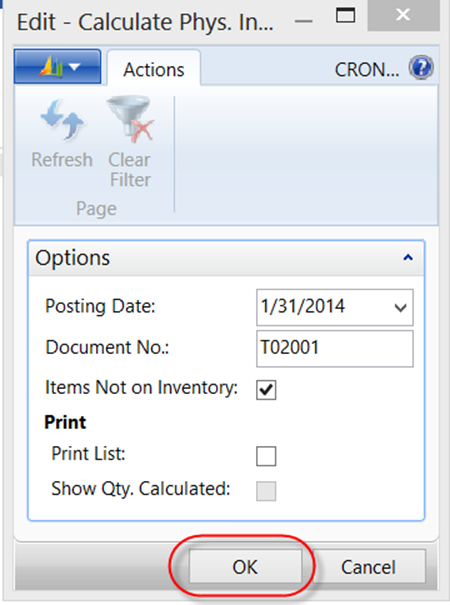 Edit - Calculate Phys. In...
Actions
CRON...
Refresh
Clear
Filter
Page
Options
Posting Date: 1/31/2014
Document No.: T02001
Items Not on Inventory:
Print
Print List:
Show Qty. Calculated:
OK Cancel